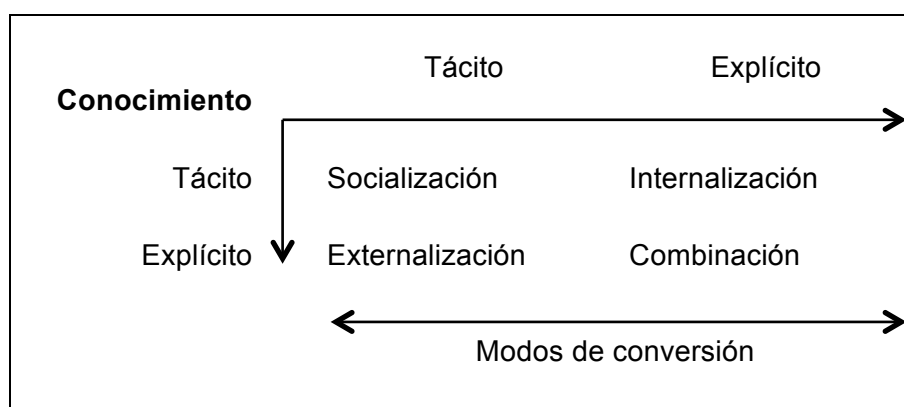 Tácito Explícito
Conocimiento
Tácito Socialización Internalización
Explícito Externalización Combinación
Modos de conversión